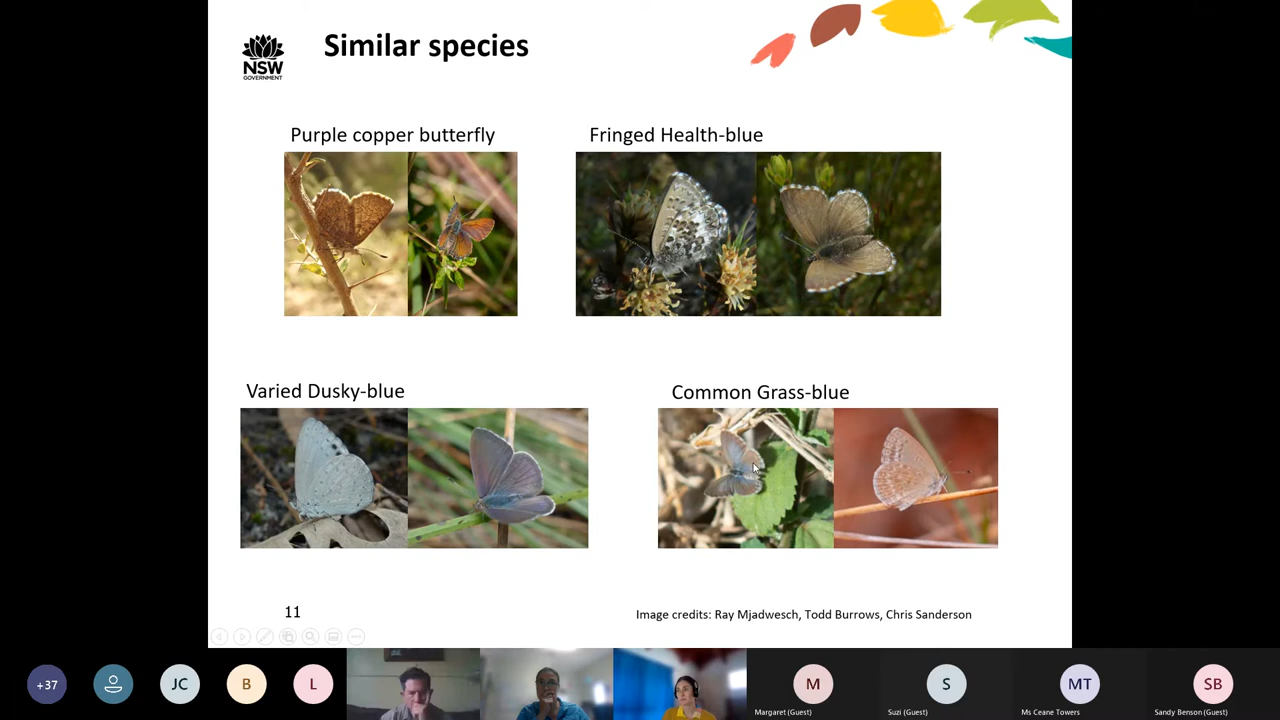 Similar species
NSW
GOVERNMENT
Purple copper butterfly
Fringed Health-blue
Varied Dusky-blue
Common Grass-blue
11
Image credits: Ray Mjadwesch, Todd Burrows, Chris Sanderson
+37
JC
B
L
M
S
MT
SB
Margaret (Guest)
Suzi (Guest)
Ms Ceane Towers
Sandy Benson (Guest)